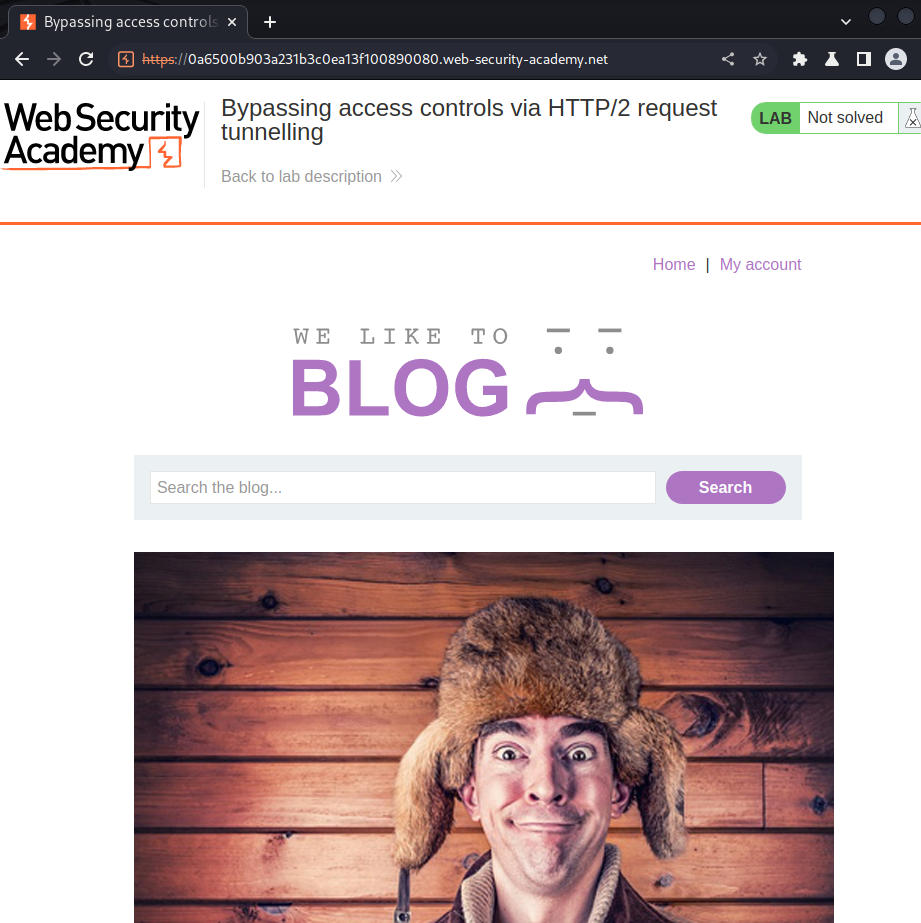 Bypassing access controls
https://0a6500b903a231b3c0ea13f100890080.web-security-academy.net
Web Security
Academy
Bypassing access controls via HTTP/2 request
tunnelling
Back to lab description
LAB Not solved
Home | My account
WE LIKE TO
BLOG
Search the blog...
Search